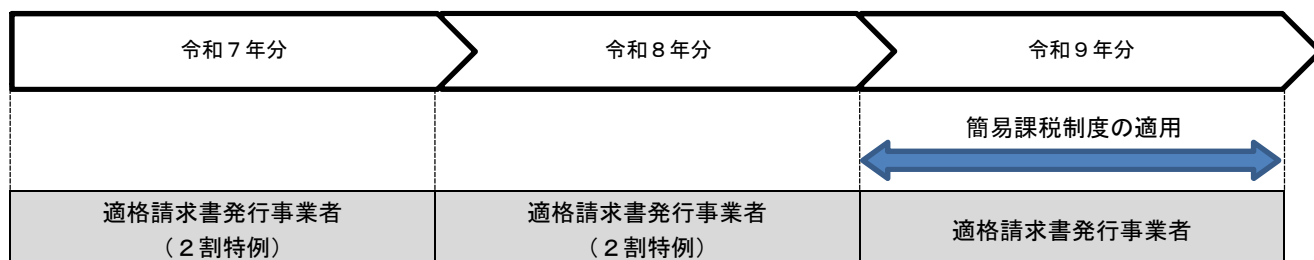 令和７年分
令和８年分
令和９年分
簡易課税制度の適用
適格請求書発行事業者
（２割特例）
適格請求書発行事業者
（２割特例）
適格請求書発行事業者